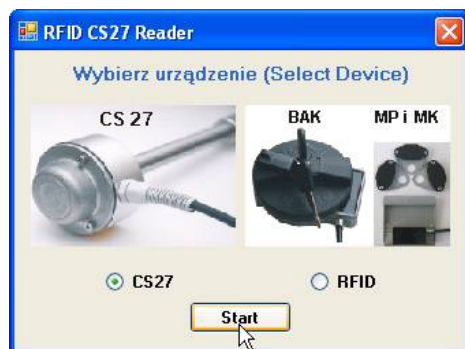 RFID CS27 Reader
Wybierz urządzenie (Select Device)
CS 27
BAK
MP i MK
CS27
RFID
Start